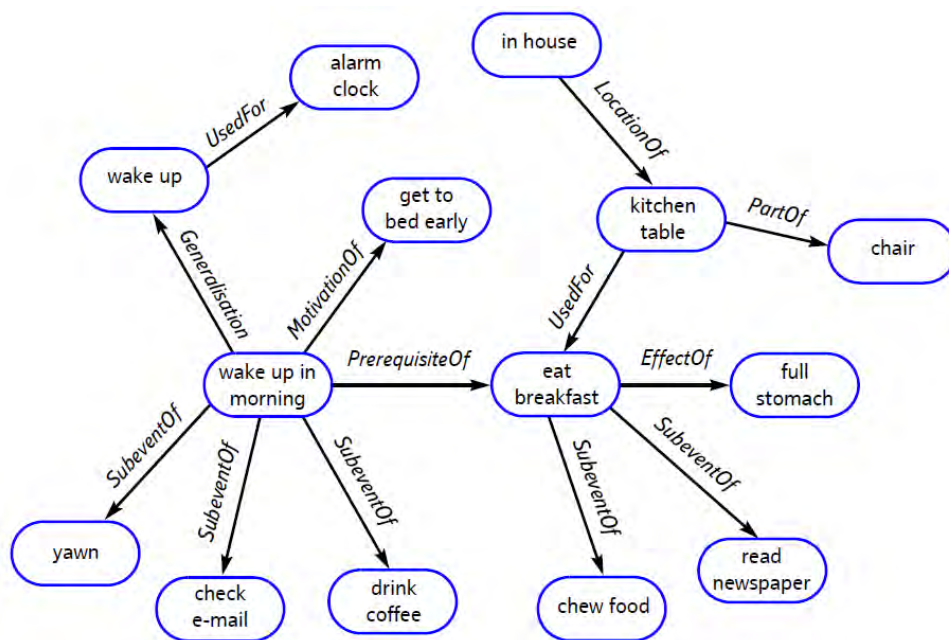 in house
alarm
clock
UsedFor
LocationOf
wake up
get to
bed early
kitchen
table
PartOf
chair
Generalisation
MotivationOf
UsedFor
wake up in
morning
PrerequisiteOf
eat
breakfast
EffectOf
full
stomach
SubeventOf
SubeventOf
SubeventOf
SubeventOf
SubeventOf
yawn
check
e-mail
drink
coffee
chew food
read
newspaper